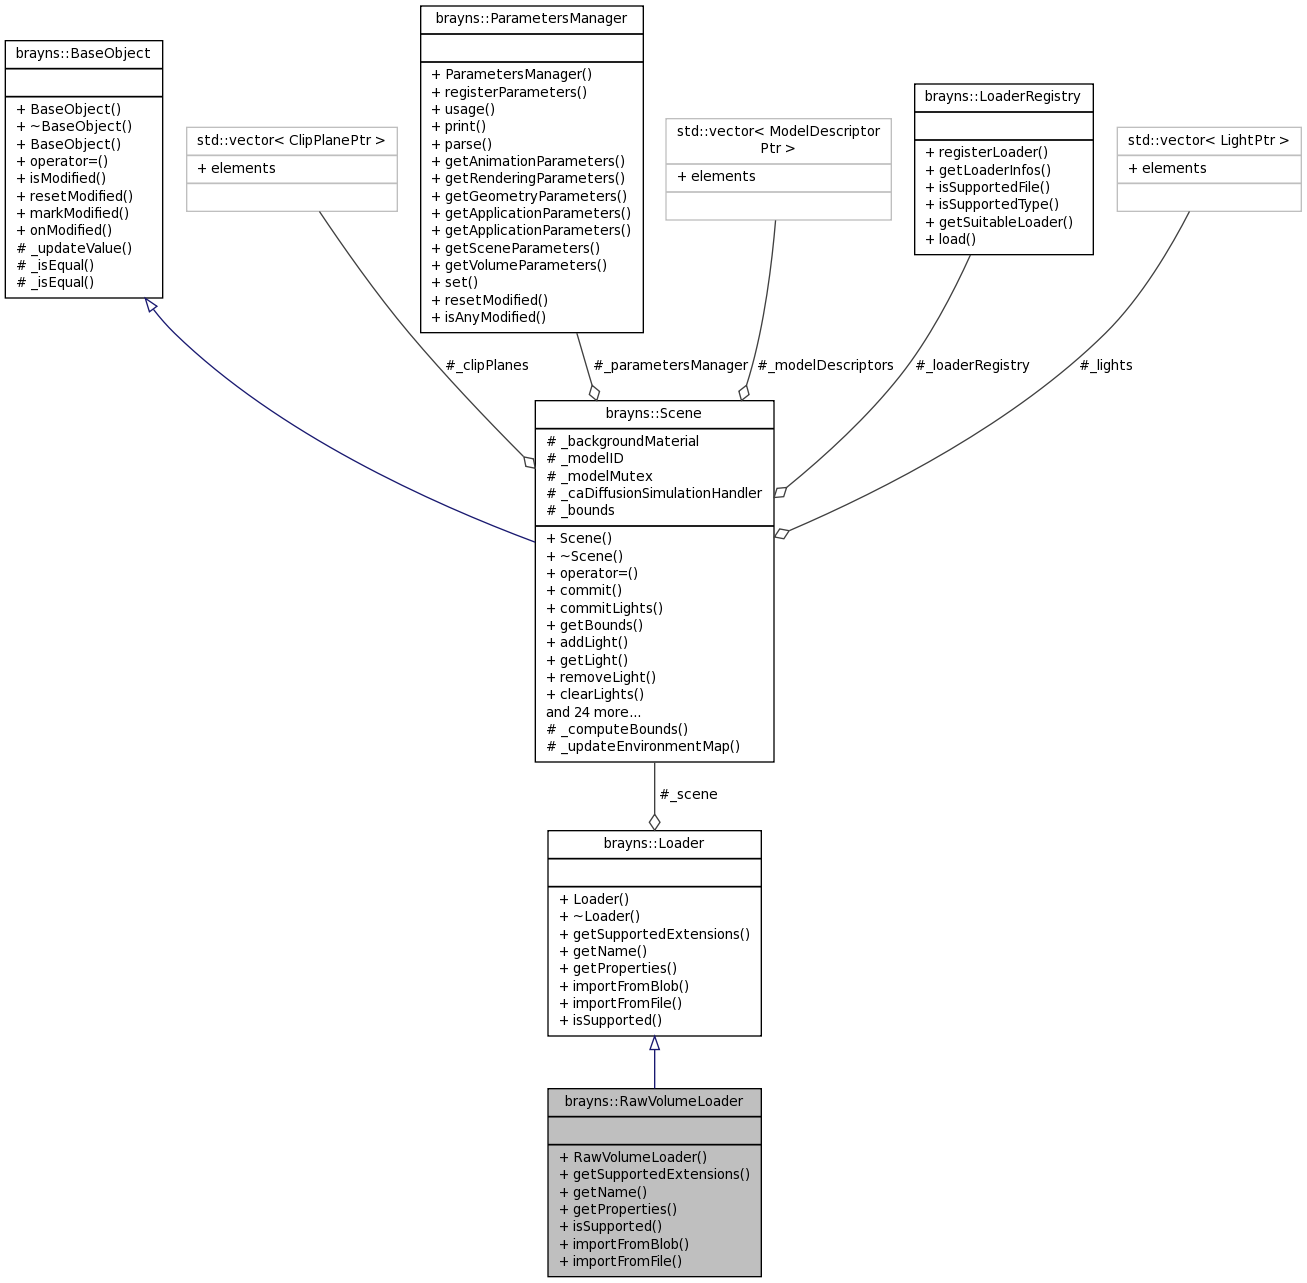 brayns::BaseObject
+ BaseObject()
+ ~BaseObject()
+ BaseObject()
+ operator=()
+ isModified()
+ resetModified()
+ markModified()
+ onModified()
# _updateValue()
# _isEqual()
# _isEqual()
std::vector< ClipPlanePtr >
+ elements
brayns::ParametersManager
+ ParametersManager()
+ registerParameters()
+ usage()
+ print()
+ parse()
+ getAnimationParameters()
+ getRenderingParameters()
+ getGeometryParameters()
+ getApplicationParameters()
+ getApplicationParameters()
+ getSceneParameters()
+ getVolumeParameters()
+ set()
+ resetModified()
+ isAnyModified()
std::vector< ModelDescriptor
Ptr >
+ elements
brayns::LoaderRegistry
+ registerLoader()
+ getLoaderInfos()
+ isSupportedFile()
+ isSupportedType()
+ getSuitableLoader()
+ load()
std::vector< LightPtr >
+ elements
#_clipPlanes
#_parametersManager
#_modelDescriptors
#_loaderRegistry
#_lights
brayns::Scene
# _backgroundMaterial
# _modelID
# _modelMutex
# _caDiffusionSimulationHandler
# _bounds
+ Scene()
+ ~Scene()
+ operator=()
+ commit()
+ commitLights()
+ getBounds()
+ addLight()
+ getLight()
+ removeLight()
+ clearLights()
and 24 more...
# _computeBounds()
# _updateEnvironmentMap()
#_scene
brayns::Loader
+ Loader()
+ ~Loader()
+ getSupportedExtensions()
+ getName()
+ getProperties()
+ importFromBlob()
+ importFromFile()
+ isSupported()
brayns::RawVolumeLoader
+ RawVolumeLoader()
+ getSupportedExtensions()
+ getName()
+ getProperties()
+ isSupported()
+ importFromBlob()
+ importFromFile()